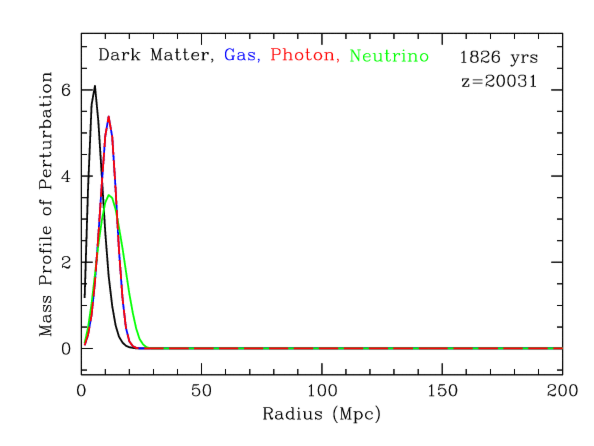 Dark Matter, Gas, Photon, Neutrino
1826 yrs
z=20031
Mass Profile of Perturbation
6
4
2
0
0 50 100 150 200
Radius (Mpc)